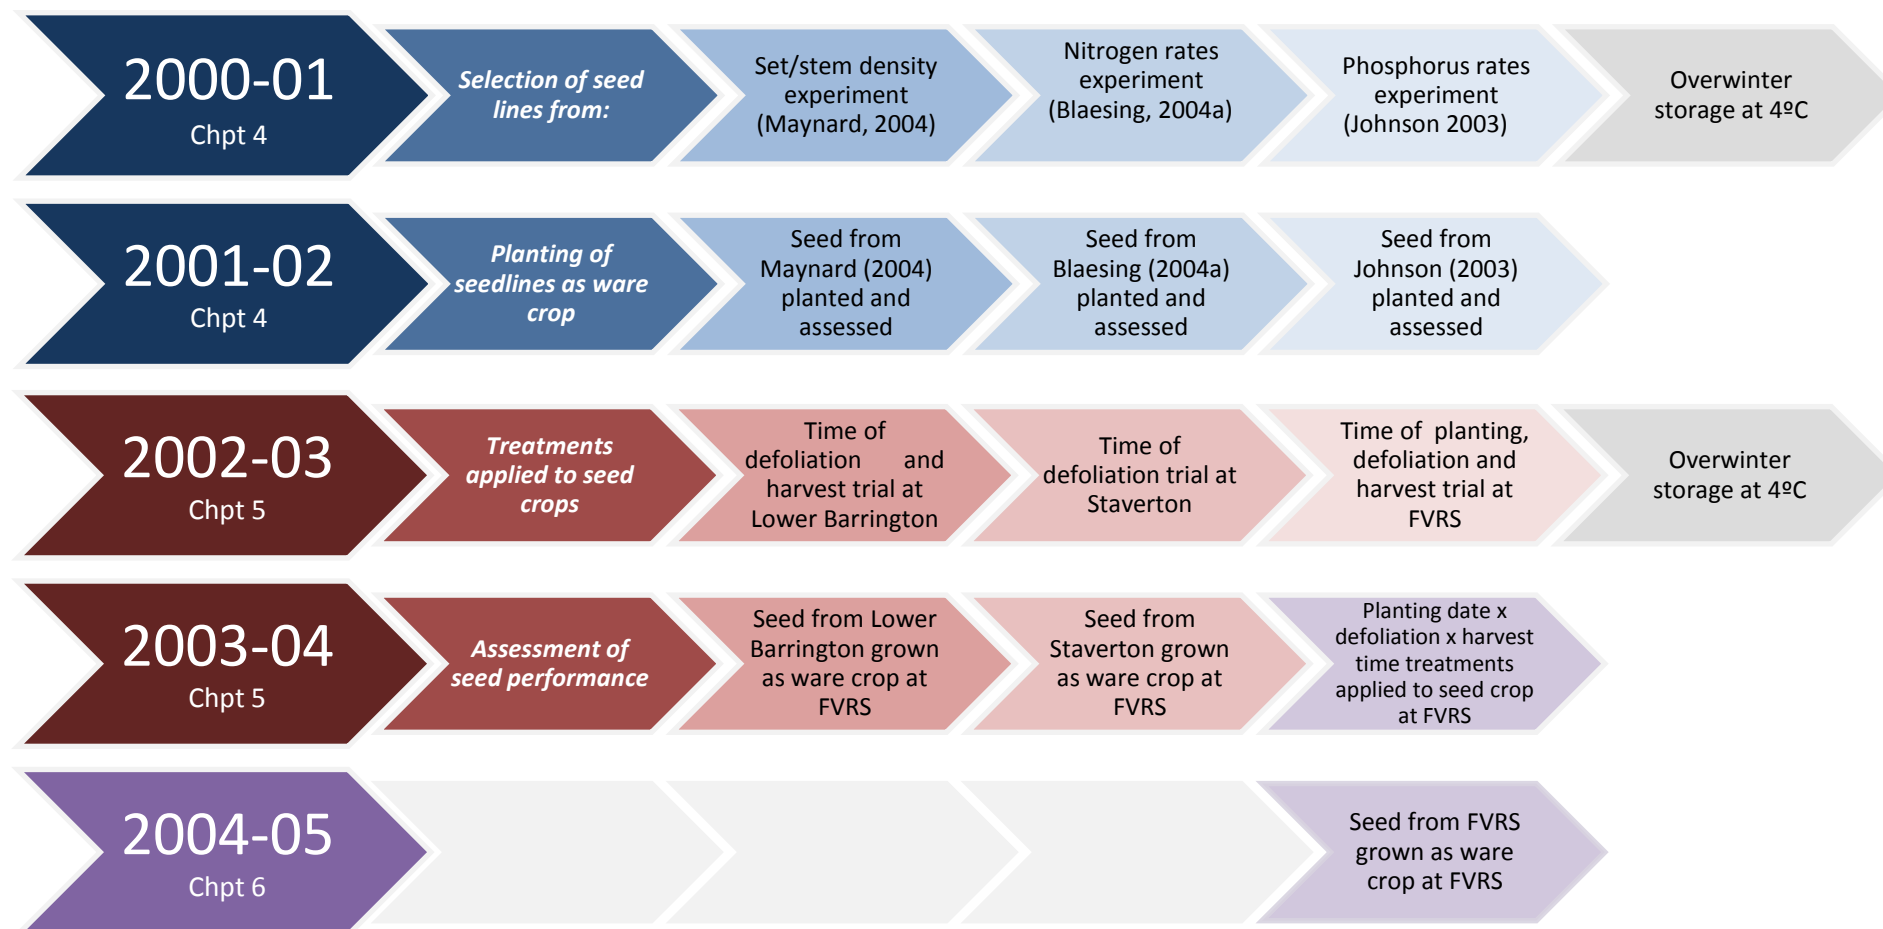 2000-01
Chpt 4
Selection of seed
lines from:
Set/stem density
experiment
(Maynard, 2004)
Nitrogen rates
experiment
(Blaesing, 2004a)
Phosphorus rates
experiment
(Johnson 2003)
Overwinter
storage at 4ºC
2001-02
Chpt 4
Planting of
seedlines as ware
crop
Seed from
Maynard (2004)
planted and
assessed
Seed from
Blaesing (2004a)
planted and
assessed
Seed from
Johnson (2003)
planted and
assessed
2002-03
Chpt 5
Treatments
applied to seed
crops
Time of
defoliation and
harvest trial at
Lower Barrington
Time of
defoliation trial at
Staverton
Time of planting,
defoliation and
harvest trial at
FVRS
Overwinter
storage at 4ºC
2003-04
Chpt 5
Assessment of
seed performance
Seed from Lower
Barrington grown
as ware crop at
FVRS
Seed from
Staverton grown
as ware crop at
FVRS
Planting date x
defoliation x harvest
time treatments
applied to seed crop
at FVRS
2004-05
Chpt 6
Seed from FVRS
grown as ware
crop at FVRS